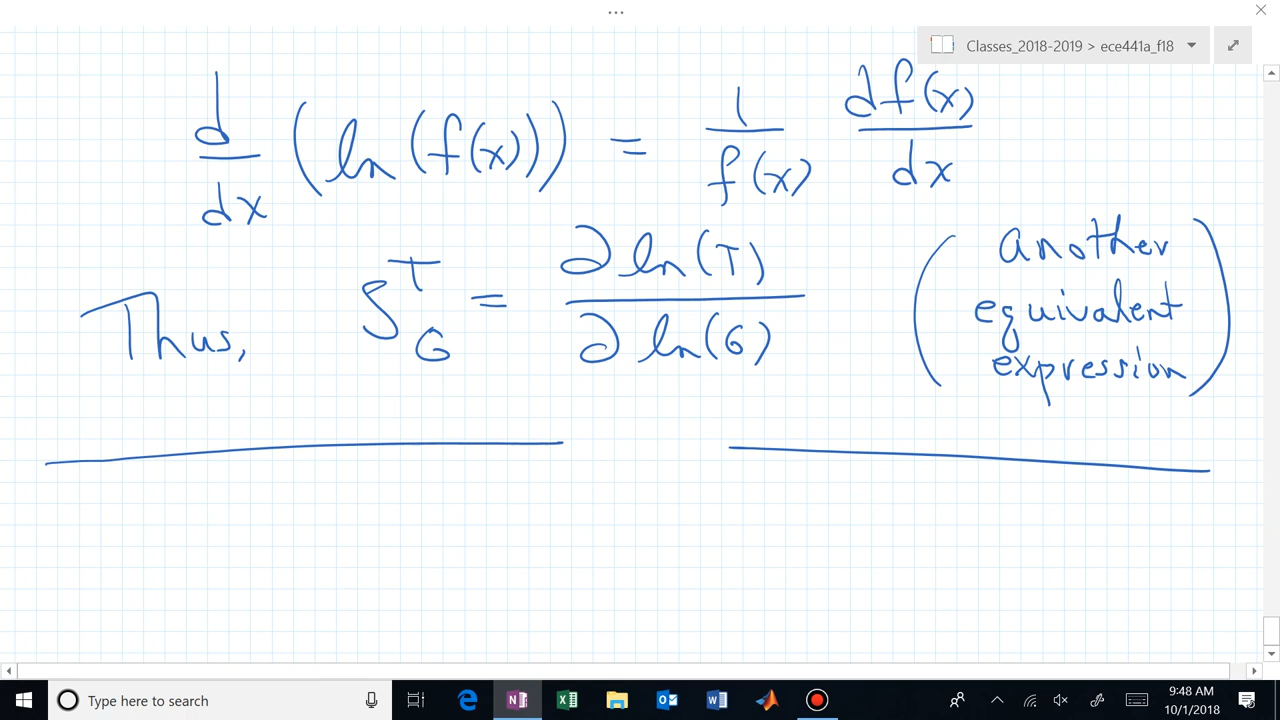 Classes_2018-2019 > ece441a_f18
d/dx (ln(f(x))) = 1/f(x) df(x)/dx
Thus, S^T_G = ∂ ln(T) / ∂ ln(G) (another equivalent expression)
Type here to search
9:48 AM
10/1/2018